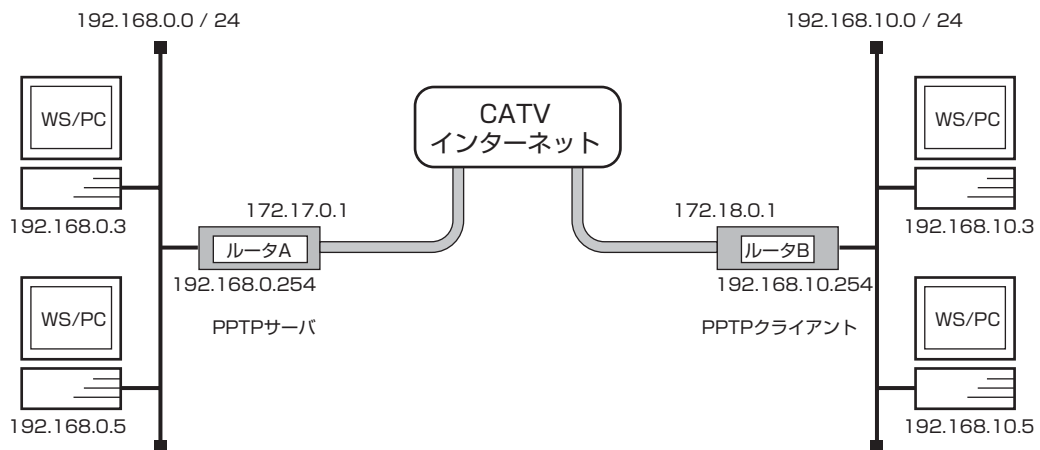 192.168.0.0 / 24
192.168.10.0 / 24
WS/PC
CATV
インターネット
WS/PC
192.168.0.3
172.17.0.1
172.18.0.1
192.168.10.3
ルータA
ルータB
192.168.0.254
192.168.10.254
WS/PC
PPTPサーバ
PPTPクライアント
WS/PC
192.168.0.5
192.168.10.5